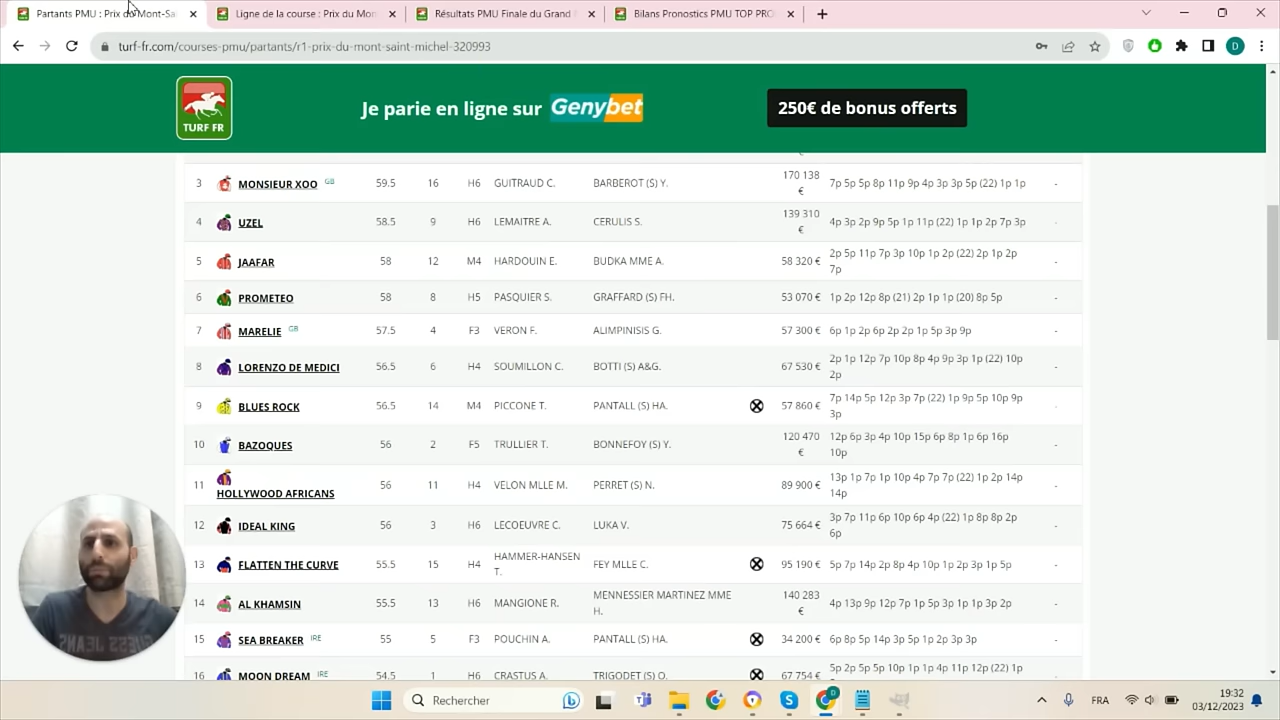 Partants PMU : Prix du Mont-Sa
Ligne de la course : Prix du Mon
Résultats PMU Finale du Grand
Bilans Pronostics PMU TOP PRO
turf-fr.com/courses-pmu/partants/r1-prix-du-mont-saint-michel-320993
D
TURF FR
Je parie en ligne sur Genybet
250€ de bonus offerts
3 MONSIEUR XOO GB 59.5 16 H6 GUITRAUD C. BARBEROT (S) Y. 170 138 € 7p 5p 5p 8p 11p 9p 4p 3p 3p 5p (22) 1p 1p -
4 UZEL 58.5 9 H6 LEMAITRE A. CERULIS S. 139 310 € 4p 3p 2p 9p 5p 1p 11p (22) 1p 1p 2p 7p 3p -
5 JAAFAR 58 12 M4 HARDOUIN E. BUDKA MME A. 58 320 € 2p 5p 11p 7p 3p 10p 1p 2p (22) 2p 1p 2p 7p -
6 PROMETEO 58 8 H5 PASQUIER S. GRAFFARD (S) FH. 53 070 € 1p 2p 12p 8p (21) 2p 1p 1p (20) 8p 5p -
7 MARELIE GB 57.5 4 F3 VERON F. ALIMPINISIS G. 57 300 € 6p 1p 2p 6p 2p 2p 1p 5p 3p 9p -
8 LORENZO DE MEDICI 56.5 6 H4 SOUMILLON C. BOTTI (S) A&G. 67 530 € 2p 1p 12p 7p 10p 8p 4p 9p 3p 1p (22) 10p 2p -
9 BLUES ROCK 56.5 14 M4 PICCONE T. PANTALL (S) HA. 57 860 € 7p 14p 5p 12p 3p 7p (22) 1p 9p 5p 10p 9p 3p -
10 BAZOQUES 56 2 F5 TRULLIER T. BONNEFOY (S) Y. 120 470 € 12p 6p 3p 4p 10p 15p 6p 8p 1p 6p 16p 10p -
11 HOLLYWOOD AFRICANS 56 11 H4 VELON MLLE M. PERRET (S) N. 89 900 € 13p 1p 7p 1p 10p 4p 7p 7p (22) 1p 2p 14p 14p -
12 IDEAL KING 56 3 H6 LECOEUVRE C. LUKA V. 75 664 € 3p 7p 11p 6p 10p 6p 4p (22) 1p 8p 8p 2p 6p -
13 FLATTEN THE CURVE 55.5 15 H4 HAMMER-HANSEN T. FEY MLLE C. 95 190 € 5p 7p 14p 2p 8p 4p 10p 1p 2p 3p 1p 5p -
14 AL KHAMSIN 55.5 13 H6 MANGIONE R. MENNESSIER MARTINEZ MME H. 140 283 € 4p 13p 9p 12p 7p 1p 5p 3p 1p 1p 3p 2p -
15 SEA BREAKER IRE 55 5 F3 POUCHIN A. PANTALL (S) HA. 34 200 € 6p 8p 5p 14p 3p 5p 1p 2p 3p 3p -
16 MOON DREAM IRE 54.5 1 H6 CRASTUS A. TRIGODET (S) O. 67 754 € 5p 2p 5p 5p 10p 1p 1p 4p 11p 12p (22) 1p
Rechercher
FRA
19:32
03/12/2023